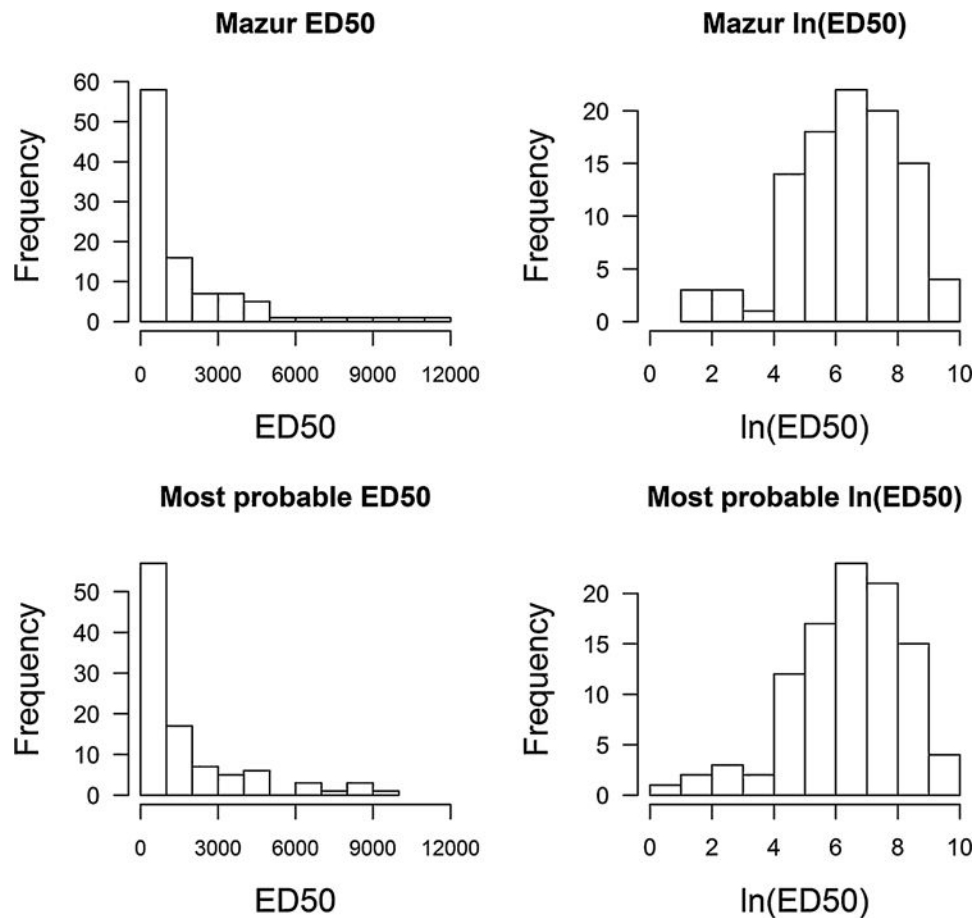 Mazur ED50
Frequency
60
50
40
30
20
10
0
0 3000 6000 9000 12000
ED50
Mazur ln(ED50)
Frequency
20
15
10
5
0
0 2 4 6 8 10
ln(ED50)
Most probable ED50
Frequency
50
40
30
20
10
0
0 3000 6000 9000 12000
ED50
Most probable ln(ED50)
Frequency
20
15
10
5
0
0 2 4 6 8 10
ln(ED50)